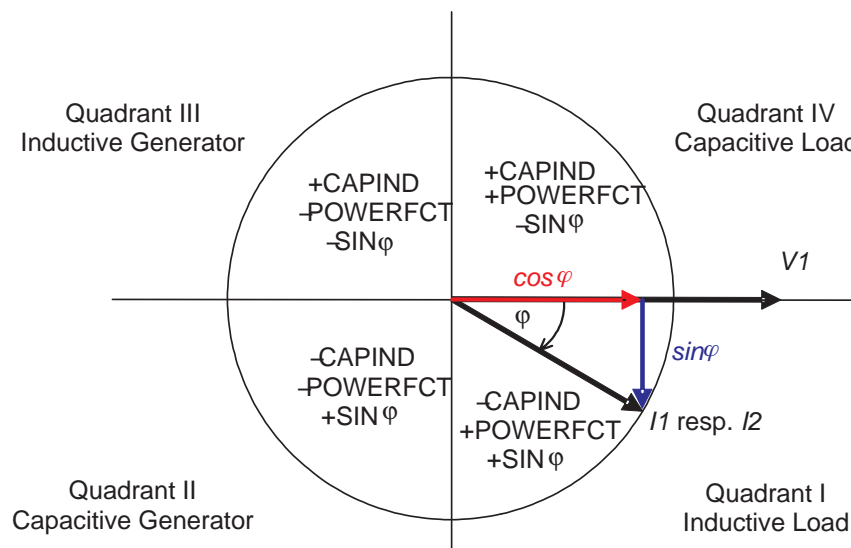 Quadrant III
Inductive Generator
Quadrant IV
Capacitive Load
+CAPIND
–POWERFCT
–SINφ
+CAPIND
+POWERFCT
–SINφ
V1
cosφ
φ
sinφ
–CAPIND
–POWERFCT
+SINφ
–CAPIND
+POWERFCT
+SINφ
I1 resp. I2
Quadrant II
Capacitive Generator
Quadrant I
Inductive Load